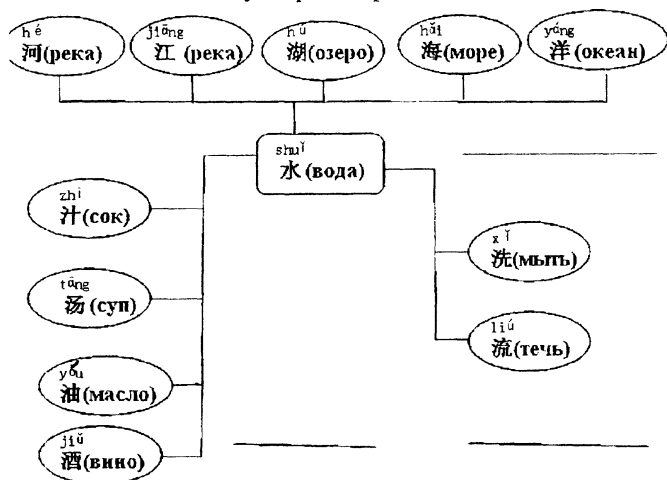 hé jiāng hú hǎi yáng
河(река) 江(река) 湖(озеро) 海(море) 洋(океан)
shuǐ
水(вода)
zhī
汁(сок)
xǐ
洗(мыть)
tāng
汤(суп)
liú
流(течь)
yóu
油(масло)
jiǔ
酒(вино)